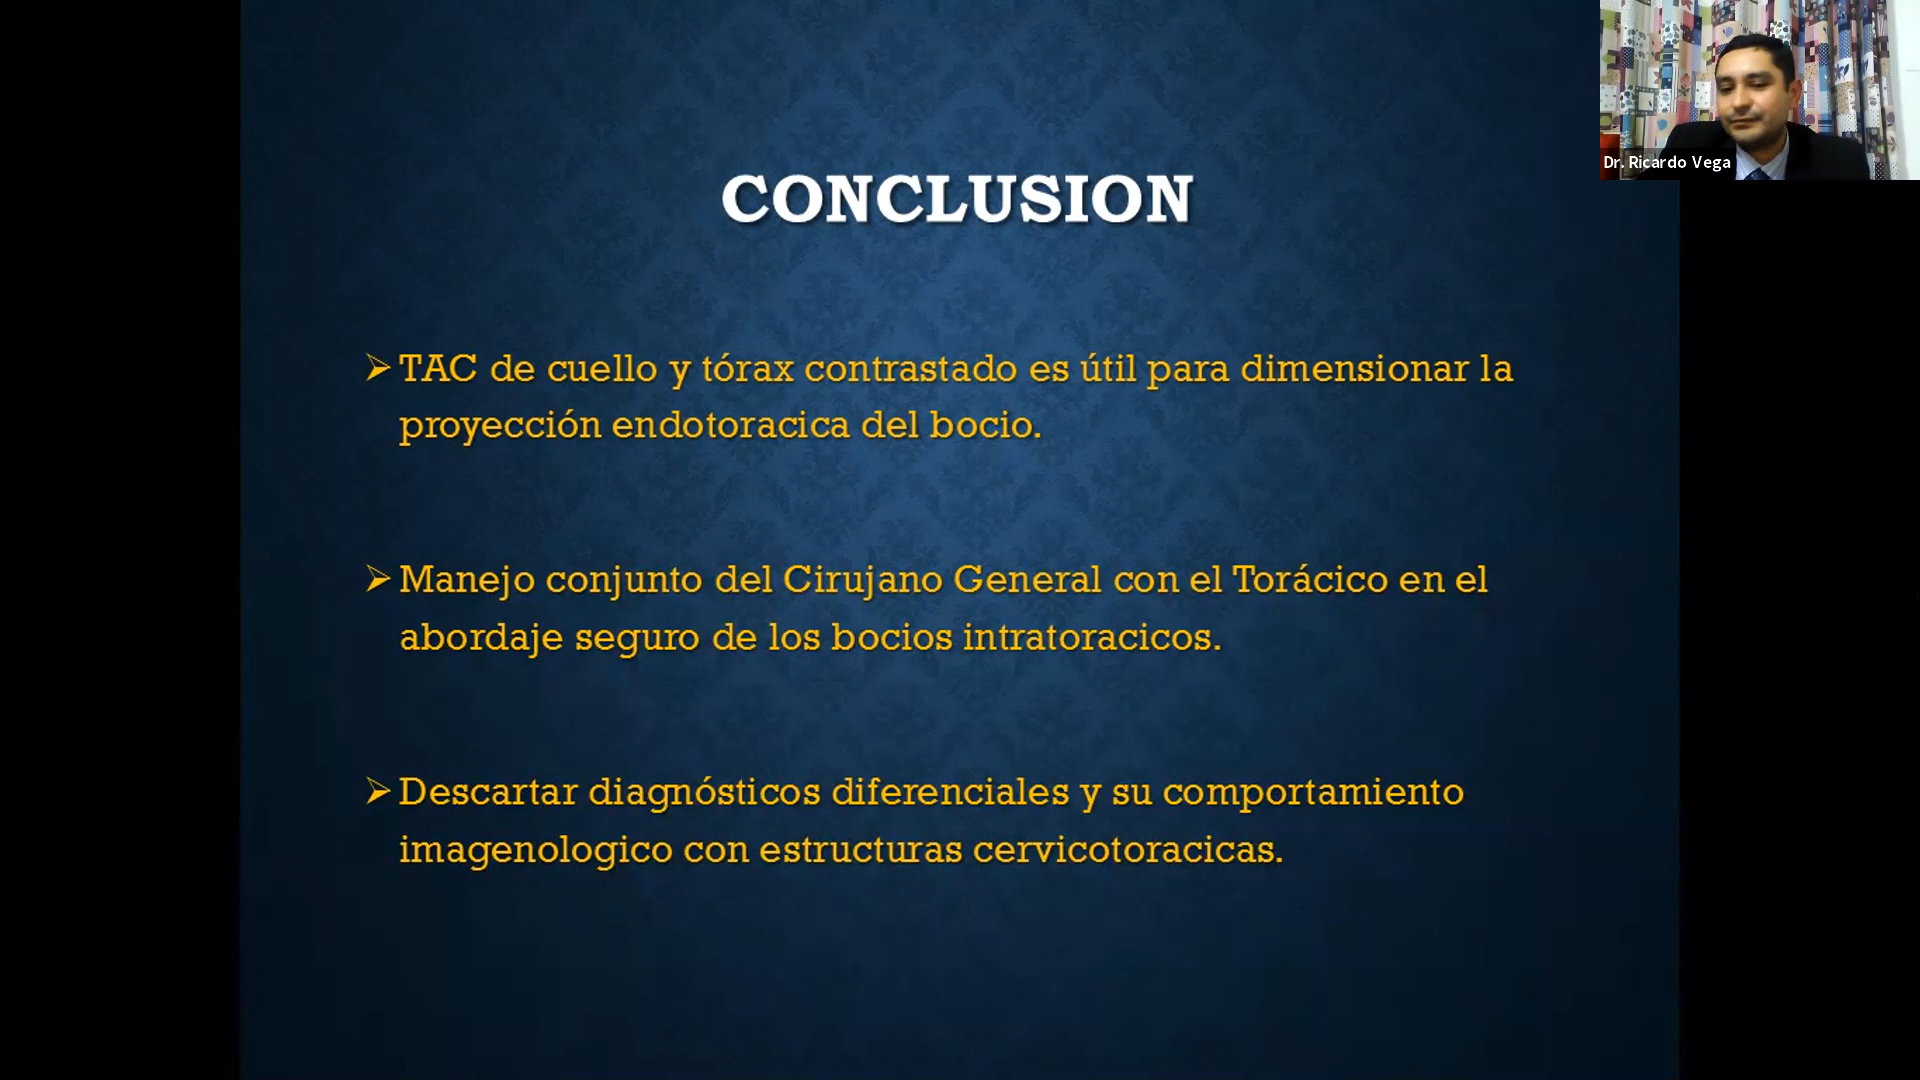 CONCLUSION
TAC de cuello y tórax contrastado es útil para dimensionar la
proyección endotoracica del bocio.
Manejo conjunto del Cirujano General con el Torácico en el
abordaje seguro de los bocios intratoracicos.
Descartar diagnósticos diferenciales y su comportamiento
imagenologico con estructuras cervicotoracicas.
Dr. Ricardo Vega